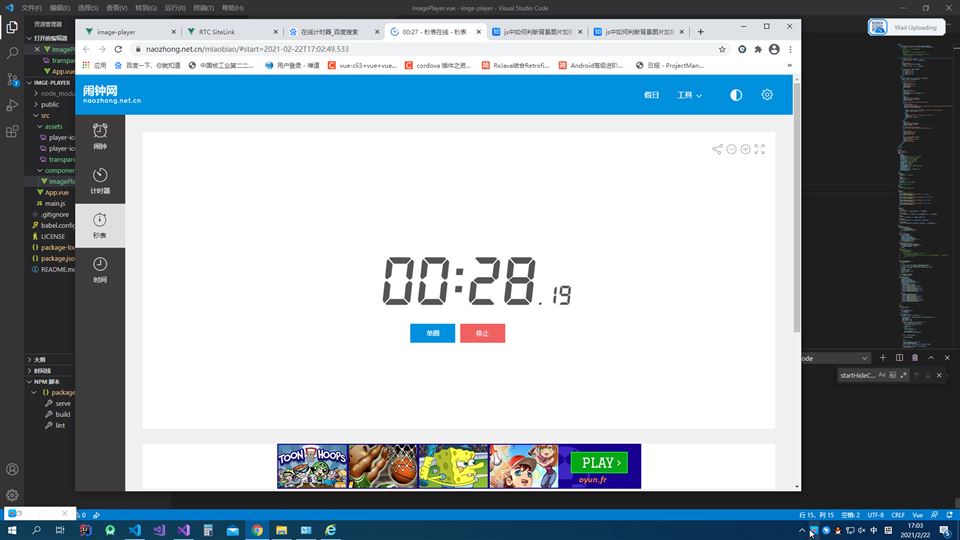 文件(F) 编辑(E) 选择(S) 查看(V) 转到(G) 运行(R) 终端(T) 帮助(H)
ImagePlayer.vue - imge-player - Visual Studio Code
资源管理器
打开的编辑器
ImagePl
transpar
App.vue
IMGE-PLAYER
node_modu
public
src
assets
player-ic
player-ic
transpare
component
ImagePla
App.vue
main.js
.gitignore
babel.config
LICENSE
package-lo
package.jso
README.md
大纲
时间线
NPM 脚本
package
serve
build
lint
image-player
RTC SiteLink
在线计时器_百度搜索
00:27 - 秒表在线 - 秒表
js中如何判断背景图片加
js中如何判断背景图片加
naozhong.net.cn/miaobiao/#start=2021-02-22T17:02:49.533
应用
百度一下，你就知道
中国核工业第二二...
用户登录 - 禅道
vue-cli3+vue+vue...
cordova 插件之资...
RxJava结合Retrofi...
Android高级进阶...
日报 - ProjectMan...
闹钟网
naozhong.net.cn
假日
工具
闹钟
计时器
秒表
时间
00:28.19
单圈
停止
TOON HOOPS
PLAY
oyun.fr
Wait Uploading
ode
startHideC...
0
行 15，列 15
空格: 2
UTF-8
CRLF
Vue
中
17:03
2021/2/22
5